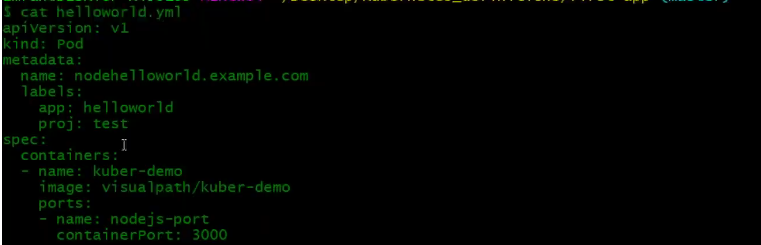 $ cat helloworld.yml
apiVersion: v1
kind: Pod
metadata:
  name: nodehelloworld.example.com
  labels:
    app: helloworld
    proj: test
spec:
  containers:
  - name: kuber-demo
    image: visualpath/kuber-demo
    ports:
    - name: nodejs-port
      containerPort: 3000